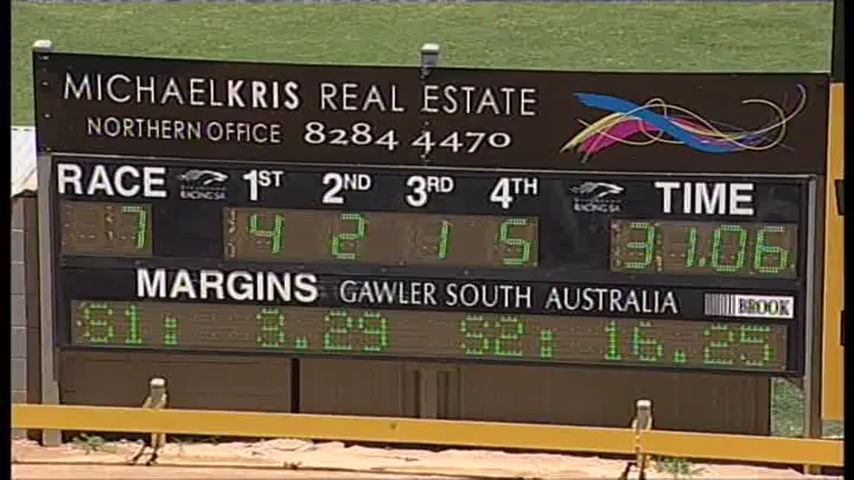 MICHAELKRIS REAL ESTATE
NORTHERN OFFICE 8284 4470
RACE 1ST 2ND 3RD 4TH TIME
7 4 2 1 5 31.06
MARGINS GAWLER SOUTH AUSTRALIA BROOK
S1: 3.29 S2: 16.25